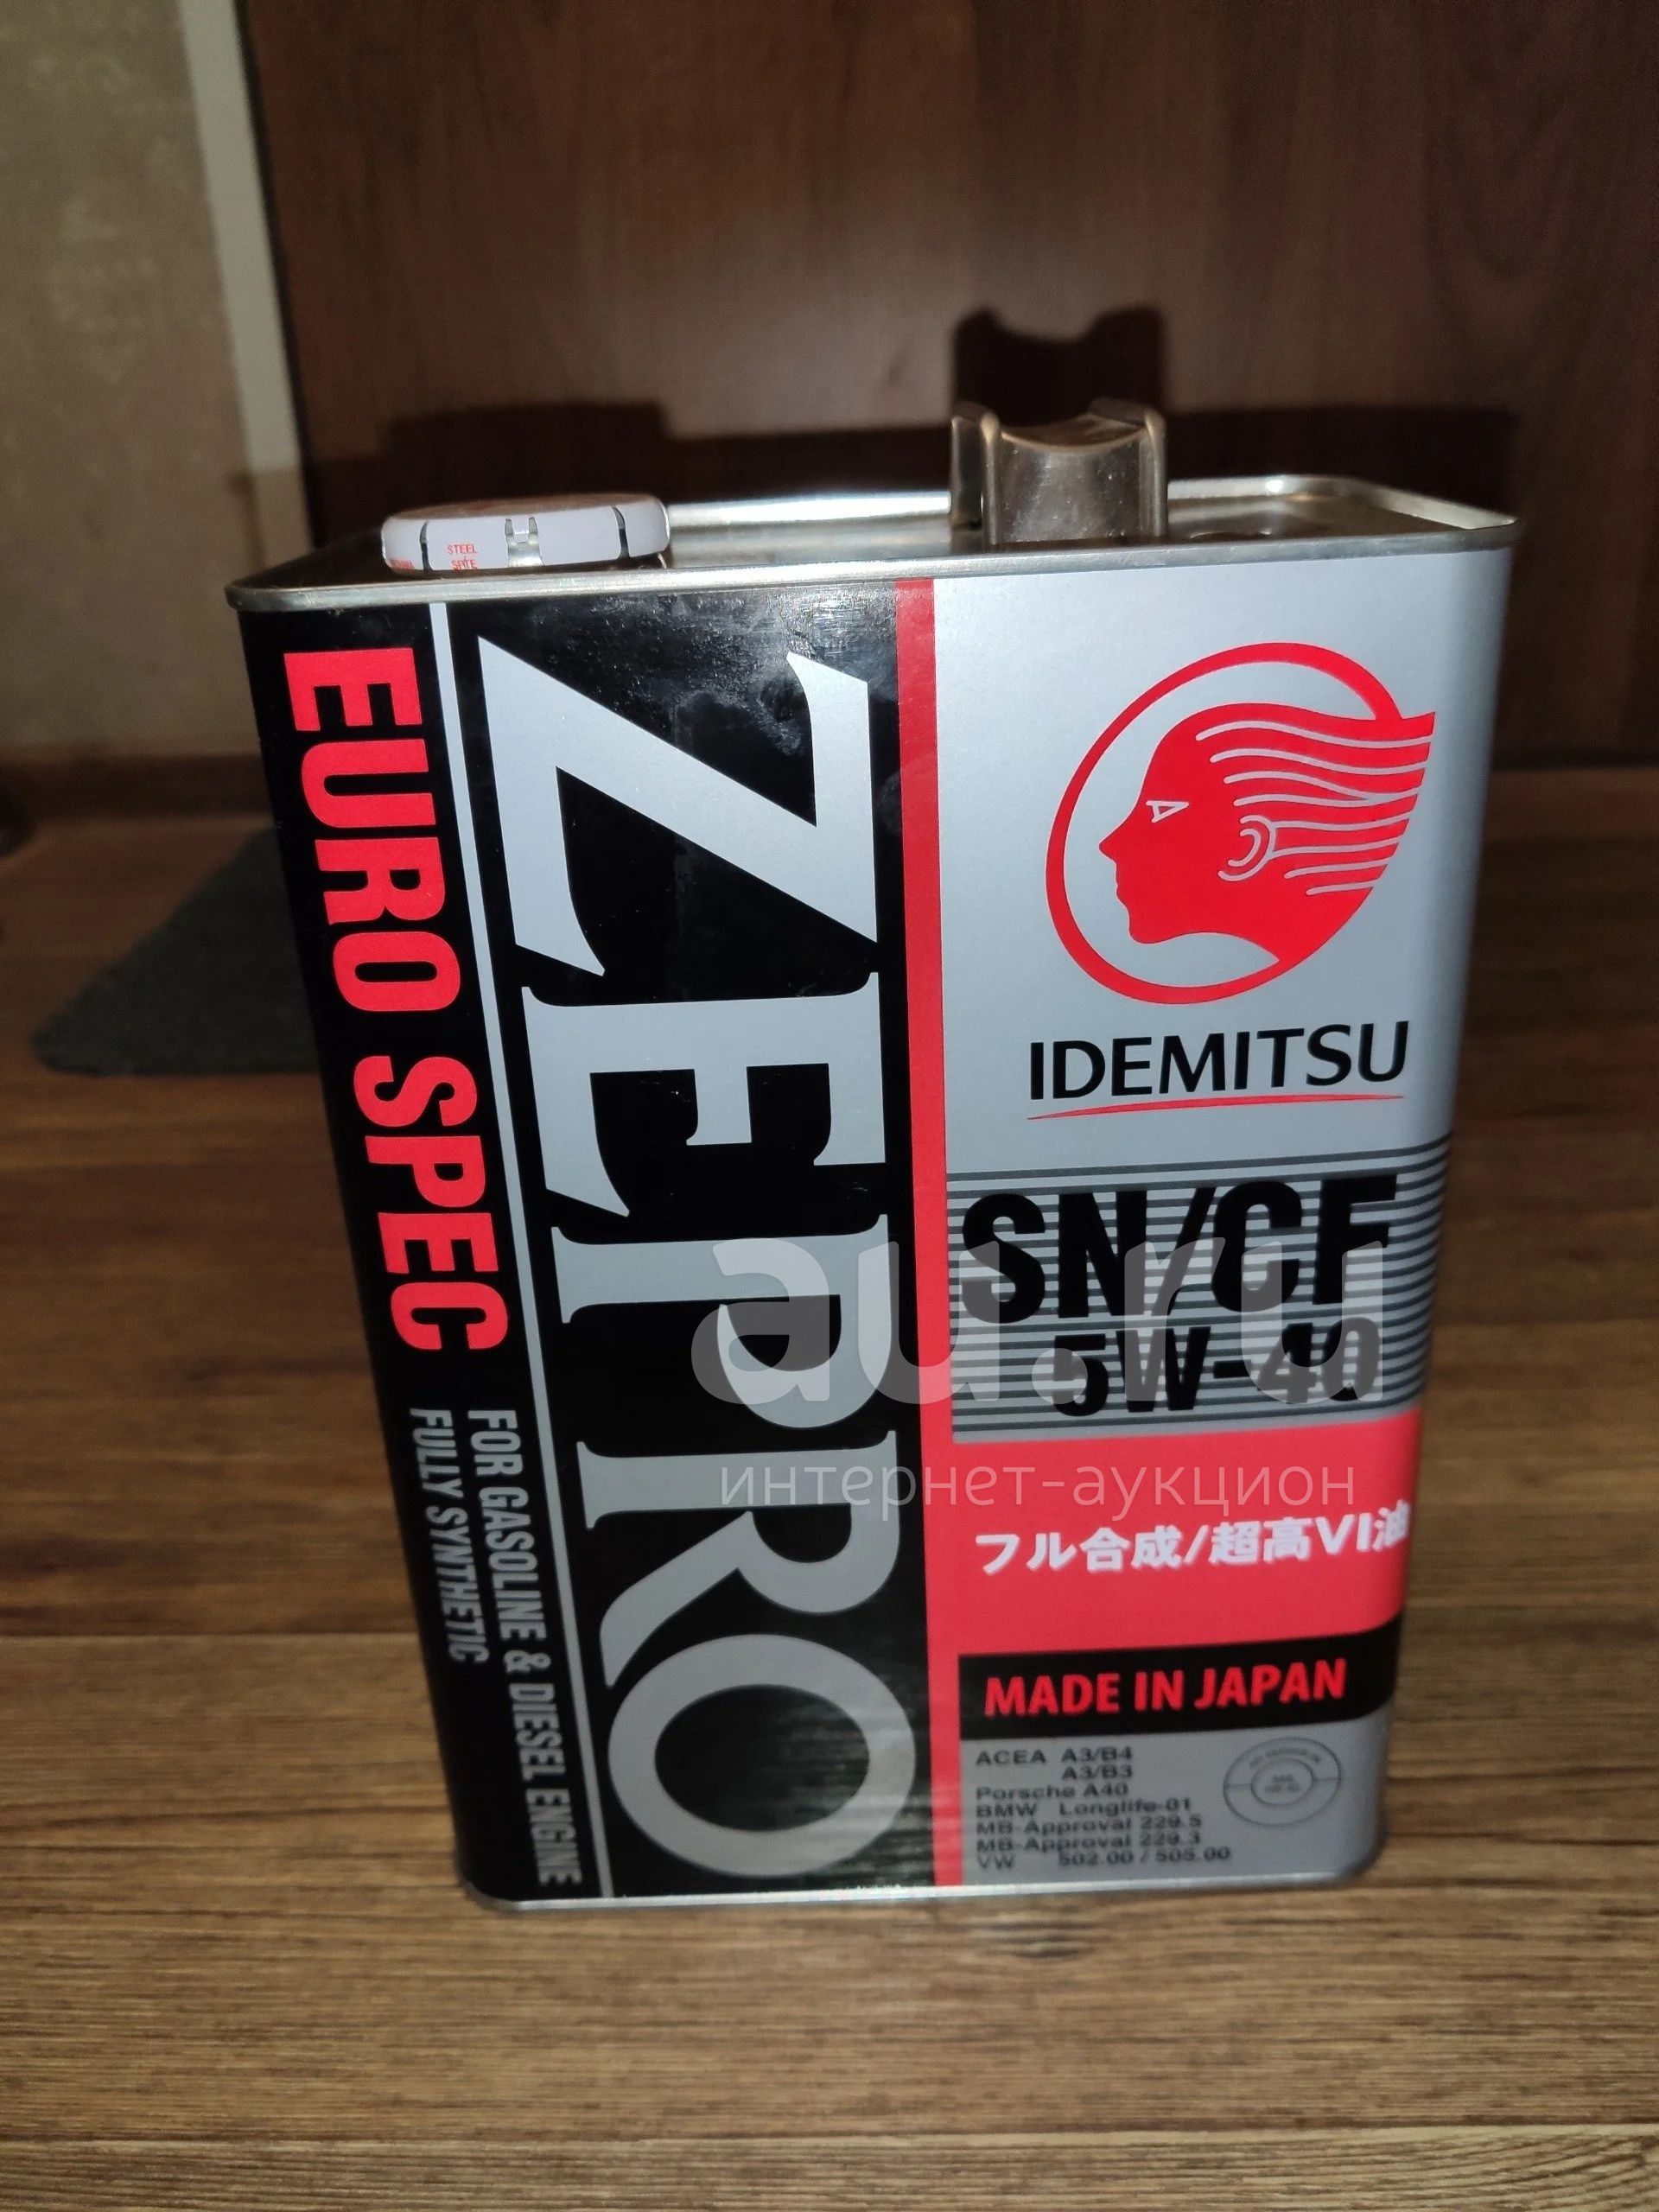 STEEL
EURO SPEC
FOR GASOLINE & DIESEL ENGINE
FULLY SYNTHETIC
ZEPRO
IDEMITSU
SN/CF
5W-40
au.ru
интернет-аукцион
フル合成/超高VI油
MADE IN JAPAN
ACEA A3/B4
A3/B3
Porsche A40
BMW Longlife-01
MB-Approval 229.5
MB-Approval 229.3
VW 502.00 / 505.00